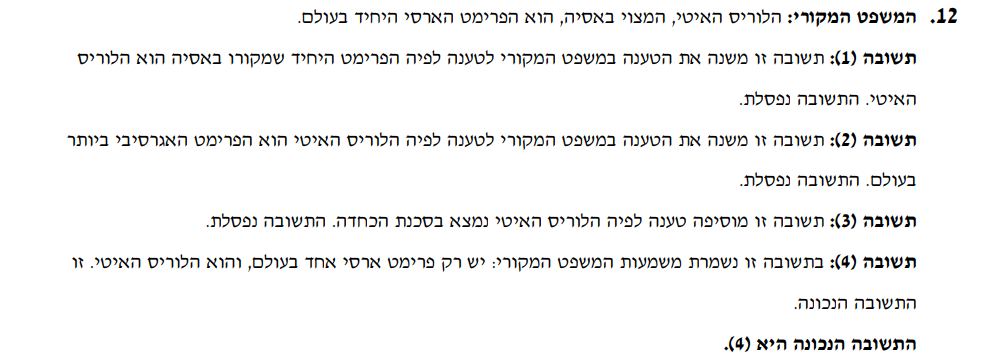 12. המשפט המקורי: הלוריס האיטי, המצוי באסיה, הוא הפרימט הארסי היחיד בעולם.
תשובה (1): תשובה זו משנה את הטענה במשפט המקורי לטענה לפיה הפרימט היחיד שמקורו באסיה הוא הלוריס
האיטי. התשובה נפסלת.
תשובה (2): תשובה זו משנה את הטענה במשפט המקורי לטענה לפיה הלוריס האיטי הוא הפרימט האגרסיבי ביותר
בעולם. התשובה נפסלת.
תשובה (3): תשובה זו מוסיפה טענה לפיה הלוריס האיטי נמצא בסכנת הכחדה. התשובה נפסלת.
תשובה (4): בתשובה זו נשמרת משמעות המשפט המקורי: יש רק פרימט ארסי אחד בעולם, והוא הלוריס האיטי. זו
התשובה הנכונה.
התשובה הנכונה היא (4).